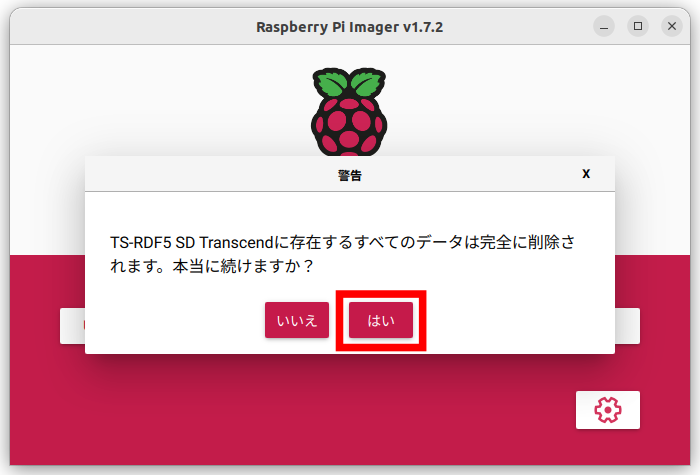 Raspberry Pi Imager v1.7.2
警告
x
TS-RDF5 SD Transcendに存在するすべてのデータは完全に削除さ
れます。本当に続けますか？
いいえ
はい